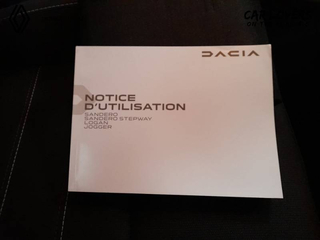 DACIA
NOTICE
D'UTILISATION
SANDERO
SANDERO STEPWAY
LOGAN
JOGGER